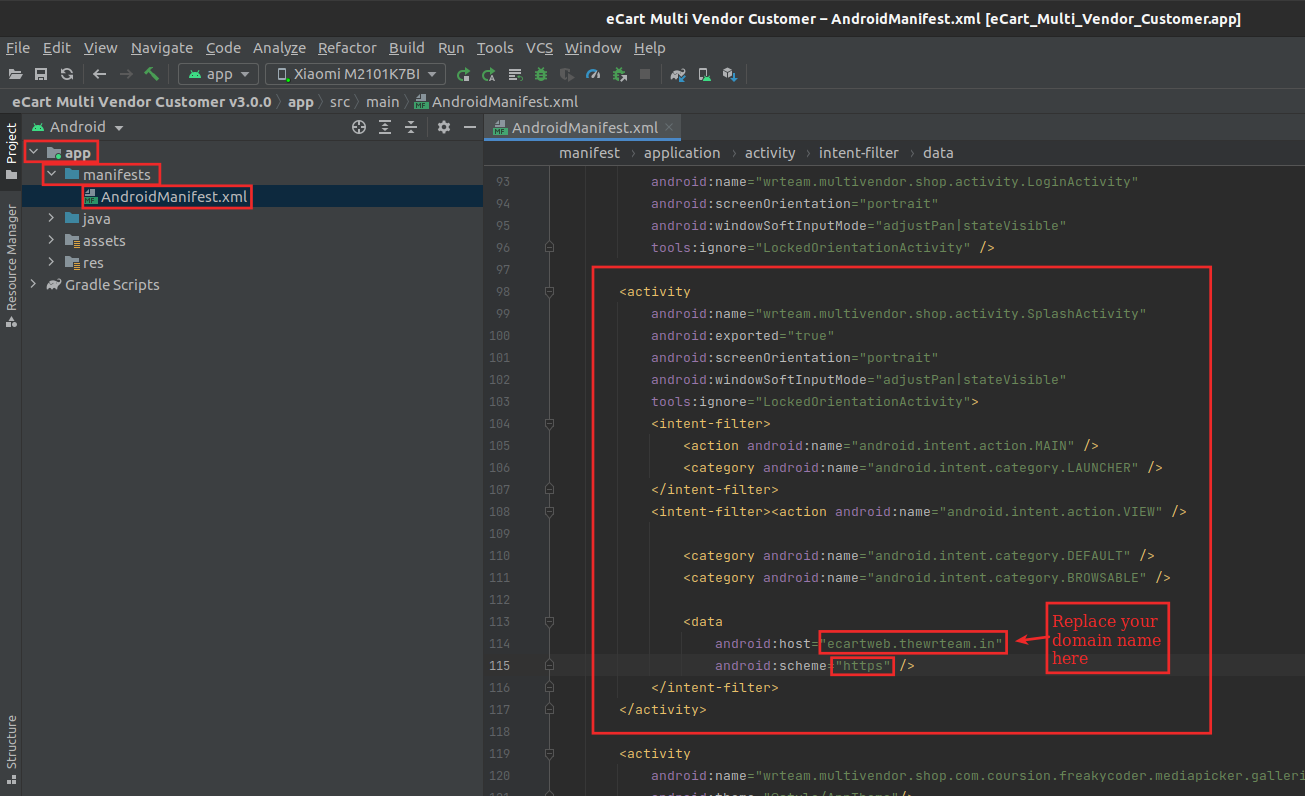 eCart Multi Vendor Customer – AndroidManifest.xml [eCart_Multi_Vendor_Customer.app]
File Edit View Navigate Code Analyze Refactor Build Run Tools VCS Window Help
app Xiaomi M2101K7BI
eCart Multi Vendor Customer v3.0.0 app src main AndroidManifest.xml
Project
Resource Manager
Structure
Android
app
manifests
AndroidManifest.xml
java
assets
res
Gradle Scripts
AndroidManifest.xml
manifest › application › activity › intent-filter › data
93 android:name="wrteam.multivendor.shop.activity.LoginActivity"
94 android:screenOrientation="portrait"
95 android:windowSoftInputMode="adjustPan|stateVisible"
96 tools:ignore="LockedOrientationActivity" />
97
98 <activity
99 android:name="wrteam.multivendor.shop.activity.SplashActivity"
100 android:exported="true"
101 android:screenOrientation="portrait"
102 android:windowSoftInputMode="adjustPan|stateVisible"
103 tools:ignore="LockedOrientationActivity">
104 <intent-filter>
105 <action android:name="android.intent.action.MAIN" />
106 <category android:name="android.intent.category.LAUNCHER" />
107 </intent-filter>
108 <intent-filter><action android:name="android.intent.action.VIEW" />
109
110 <category android:name="android.intent.category.DEFAULT" />
111 <category android:name="android.intent.category.BROWSABLE" />
112
113 <data
114 android:host="ecartweb.thewrteam.in"
115 android:scheme="https" />
116 </intent-filter>
117 </activity>
118
119 <activity
120 android:name="wrteam.multivendor.shop.com.coursion.freakycoder.mediapicker.galleri
Replace your
domain name
here